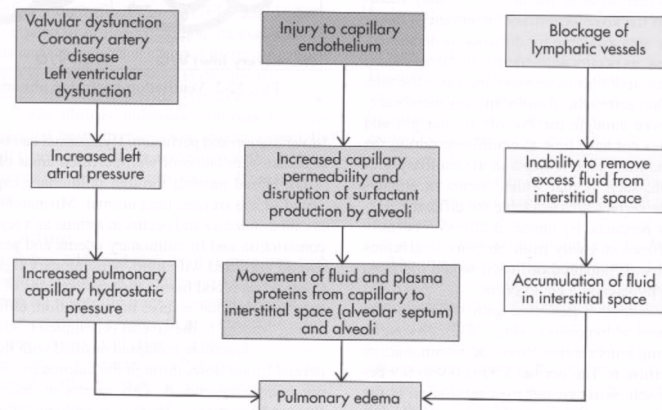 Valvular dysfunction
Coronary artery
disease
Left ventricular
dysfunction
Increased left
atrial pressure
Increased pulmonary
capillary hydrostatic
pressure
Injury to capillary
endothelium
Increased capillary
permeability and
disruption of surfactant
production by alveoli
Movement of fluid and plasma
proteins from capillary to
interstitial space (alveolar septum)
and alveoli
Blockage of
lymphatic vessels
Inability to remove
excess fluid from
interstitial space
Accumulation of fluid
in interstitial space
Pulmonary edema